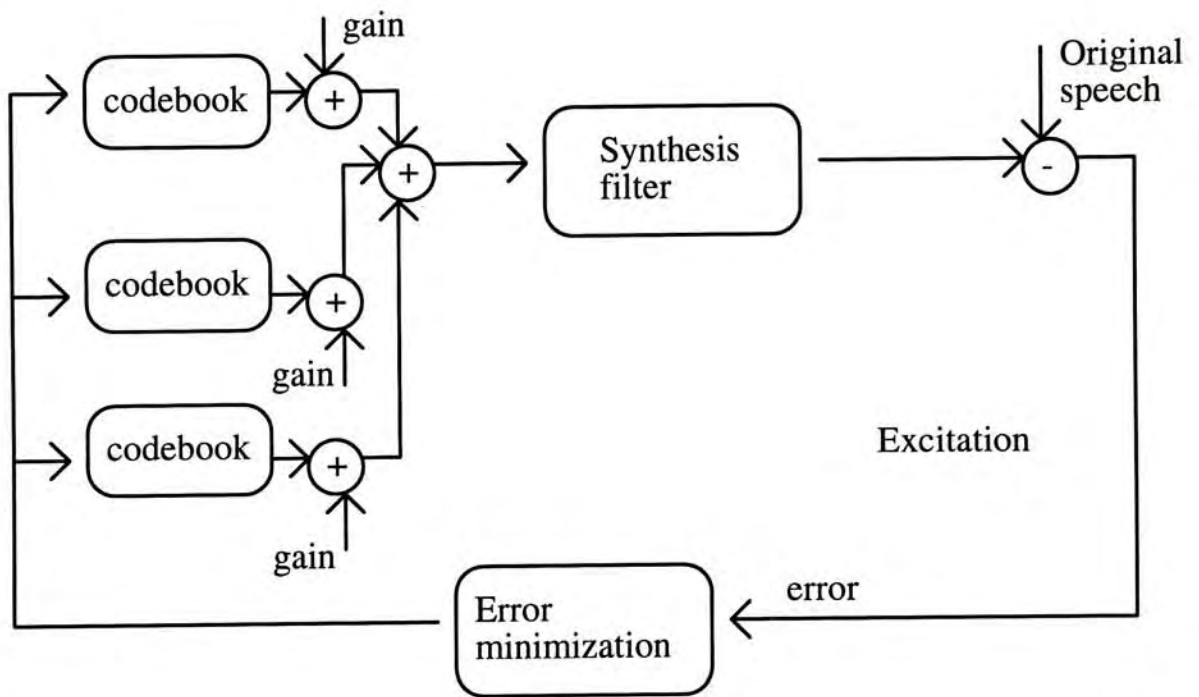 gain
codebook
+
+
Synthesis
filter
Original
speech
-
codebook
+
gain
codebook
+
gain
Excitation
error
Error
minimization